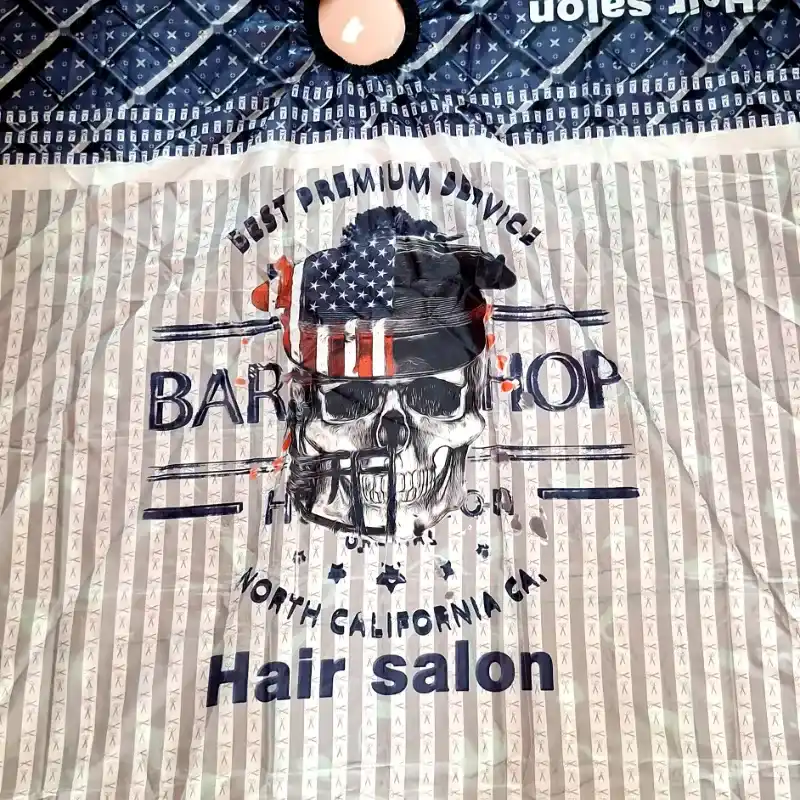 Hair salon
BEST PREMIUM SERVICE
BAR HOP
NORTH CALIFORNIA CA.
Hair salon